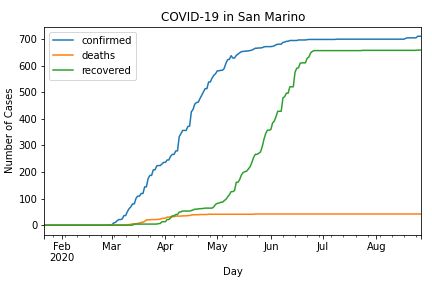 COVID-19 in San Marino
confirmed
deaths
recovered
Number of Cases
700
600
500
400
300
200
100
0
Feb Mar Apr May Jun Jul Aug
2020
Day